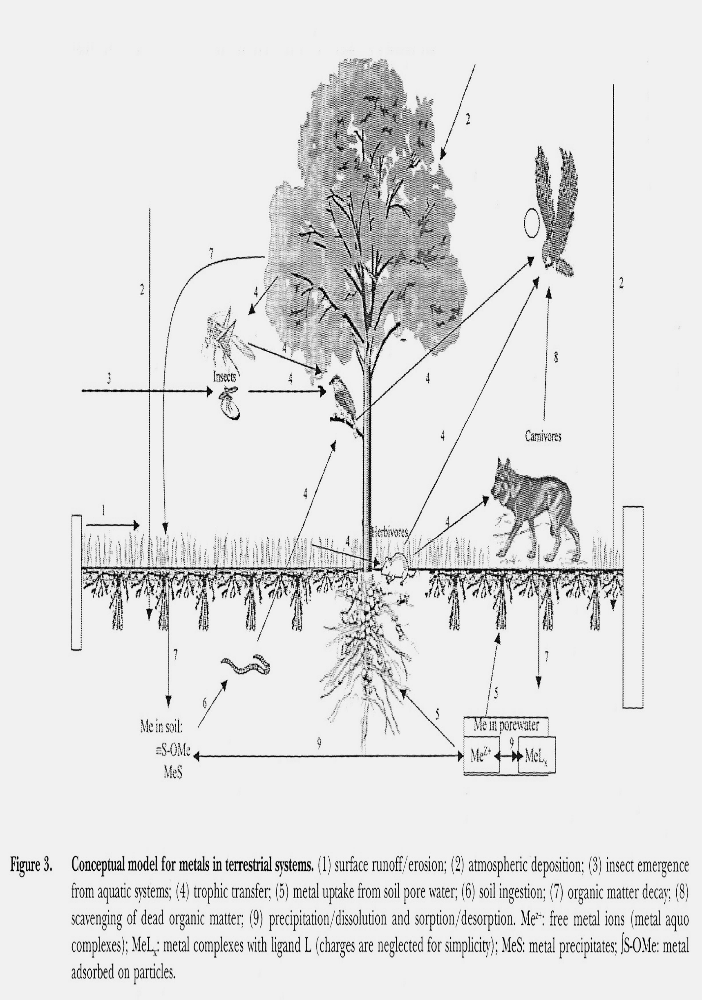 2
2
2
7
4
4
Insects
3
4
4
8
4
Carnivores
4
1
4
Herbivores
4
4
7
7
6
5
5
Me in soil:
≡S-OMe
MeS
9
Me in porewater
Me^Z+
9
MeL_x
Figure 3. Conceptual model for metals in terrestrial systems. (1) surface runoff/erosion; (2) atmospheric deposition; (3) insect emergence
from aquatic systems; (4) trophic transfer; (5) metal uptake from soil pore water; (6) soil ingestion; (7) organic matter decay; (8)
scavenging of dead organic matter; (9) precipitation/dissolution and sorption/desorption. Me^z+: free metal ions (metal aquo
complexes); MeL_x: metal complexes with ligand L (charges are neglected for simplicity); MeS: metal precipitates; ∫S-OMe: metal
adsorbed on particles.